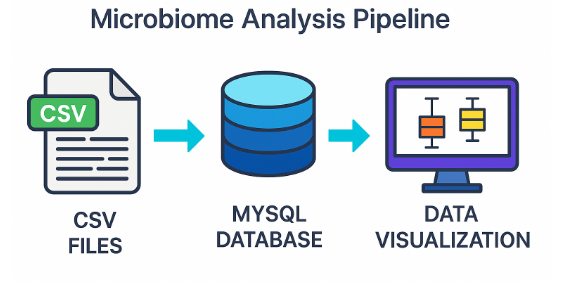 Microbiome Analysis Pipeline
CSV
CSV
FILES
MYSQL
DATABASE
DATA
VISUALIZATION